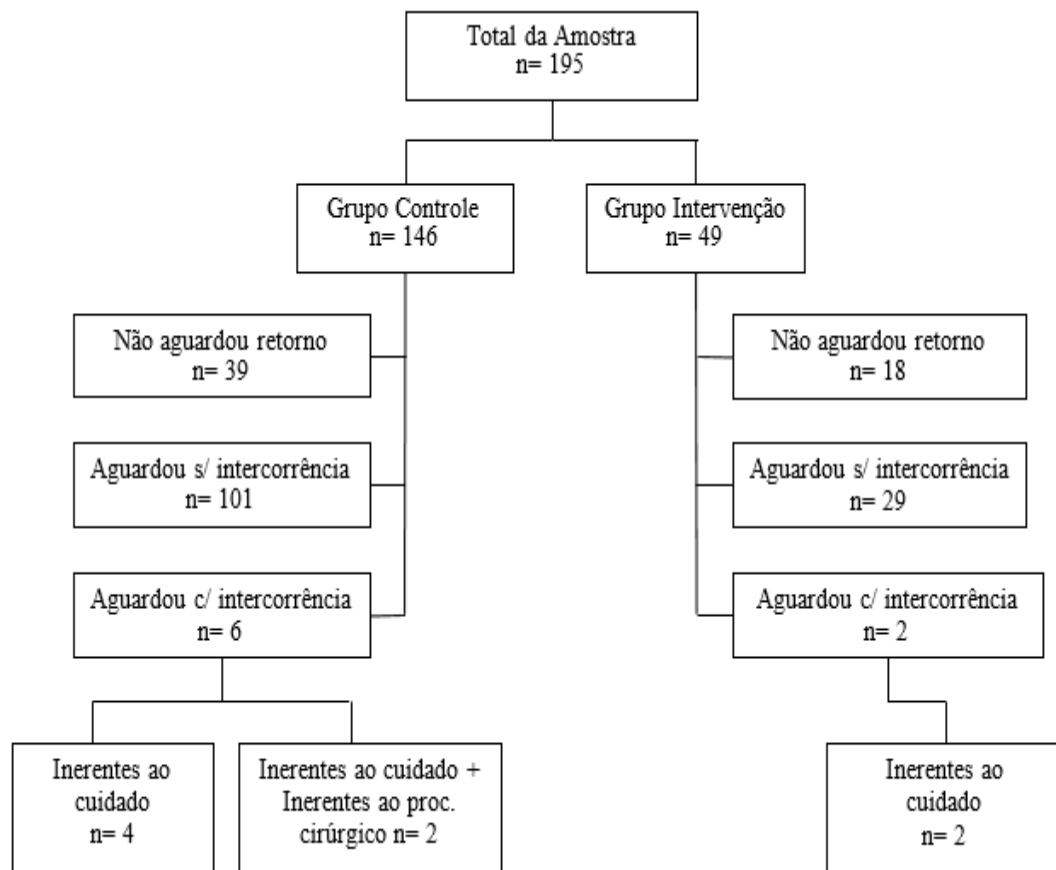 Total da Amostra
n= 195
Grupo Controle
n= 146
Grupo Intervenção
n= 49
Não aguardou retorno
n= 39
Não aguardou retorno
n= 18
Aguardou s/ intercorrência
n= 101
Aguardou s/ intercorrência
n= 29
Aguardou c/ intercorrência
n= 6
Aguardou c/ intercorrência
n= 2
Inerentes ao
cuidado
n= 4
Inerentes ao cuidado +
Inerentes ao proc.
cirúrgico n= 2
Inerentes ao
cuidado
n= 2